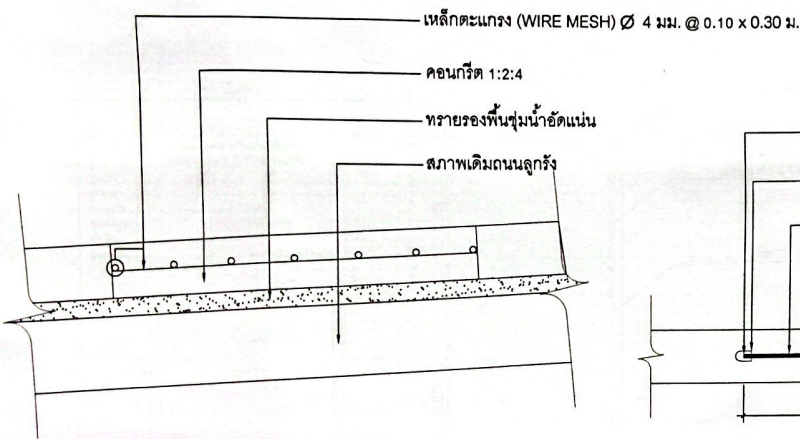 เหล็กตะแกรง (WIRE MESH) Ø 4 มม. @ 0.10 x 0.30 ม.
คอนกรีต 1:2:4
ทรายรองพื้นชุ่มน้ำอัดแน่น
สภาพเดิมถนนลูกรัง